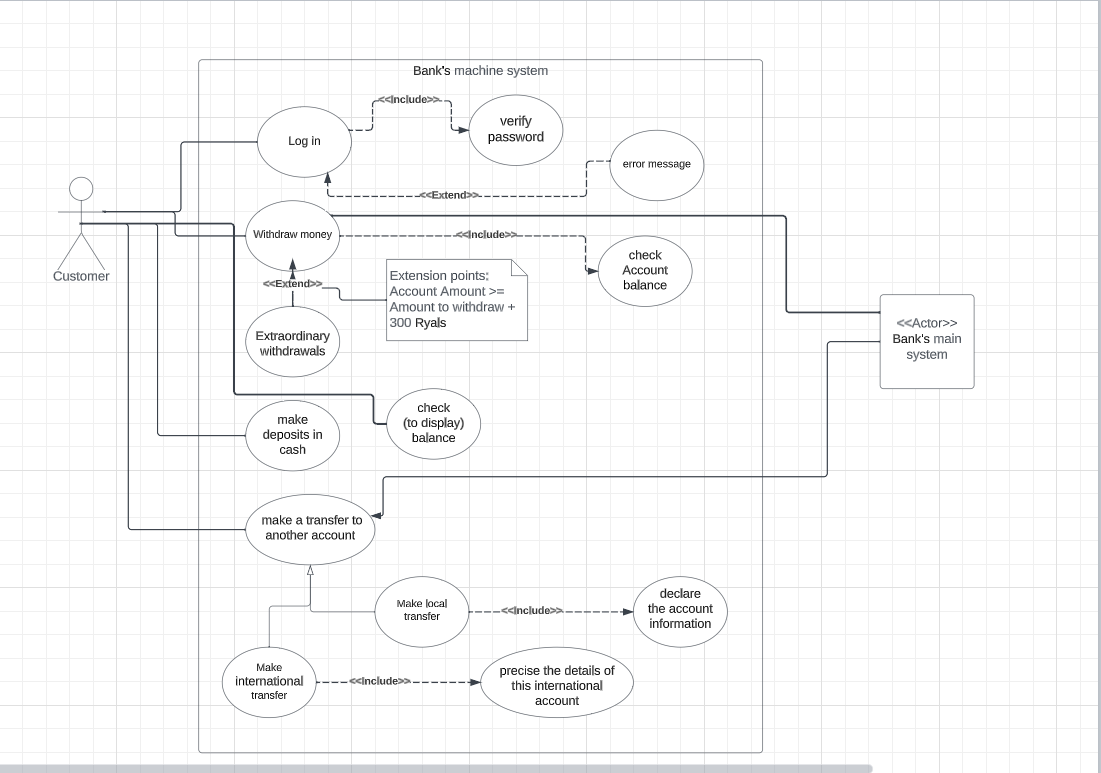 Bank's machine system
<<Include>>
Log in
verify
password
error message
<<Extend>>
Customer
Withdraw money
<<Include>>
check
Account
balance
<<Extend>>
Extension points:
Account Amount >=
Amount to withdraw +
300 Ryals
Extraordinary
withdrawals
<<Actor>>
Bank's main
system
make
deposits in
cash
check
(to display)
balance
make a transfer to
another account
Make local
transfer
<<Include>>
declare
the account
information
Make
international
transfer
<<Include>>
precise the details of
this international
account